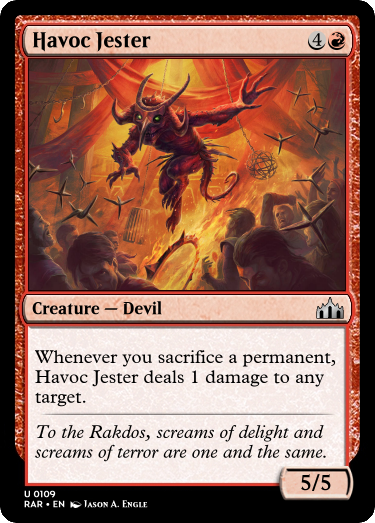 Havoc Jester 4
Creature — Devil
Whenever you sacrifice a permanent,
Havoc Jester deals 1 damage to any
target.
To the Rakdos, screams of delight and
screams of terror are one and the same.
5/5
U 0109
RAR • EN Jason A. Engle